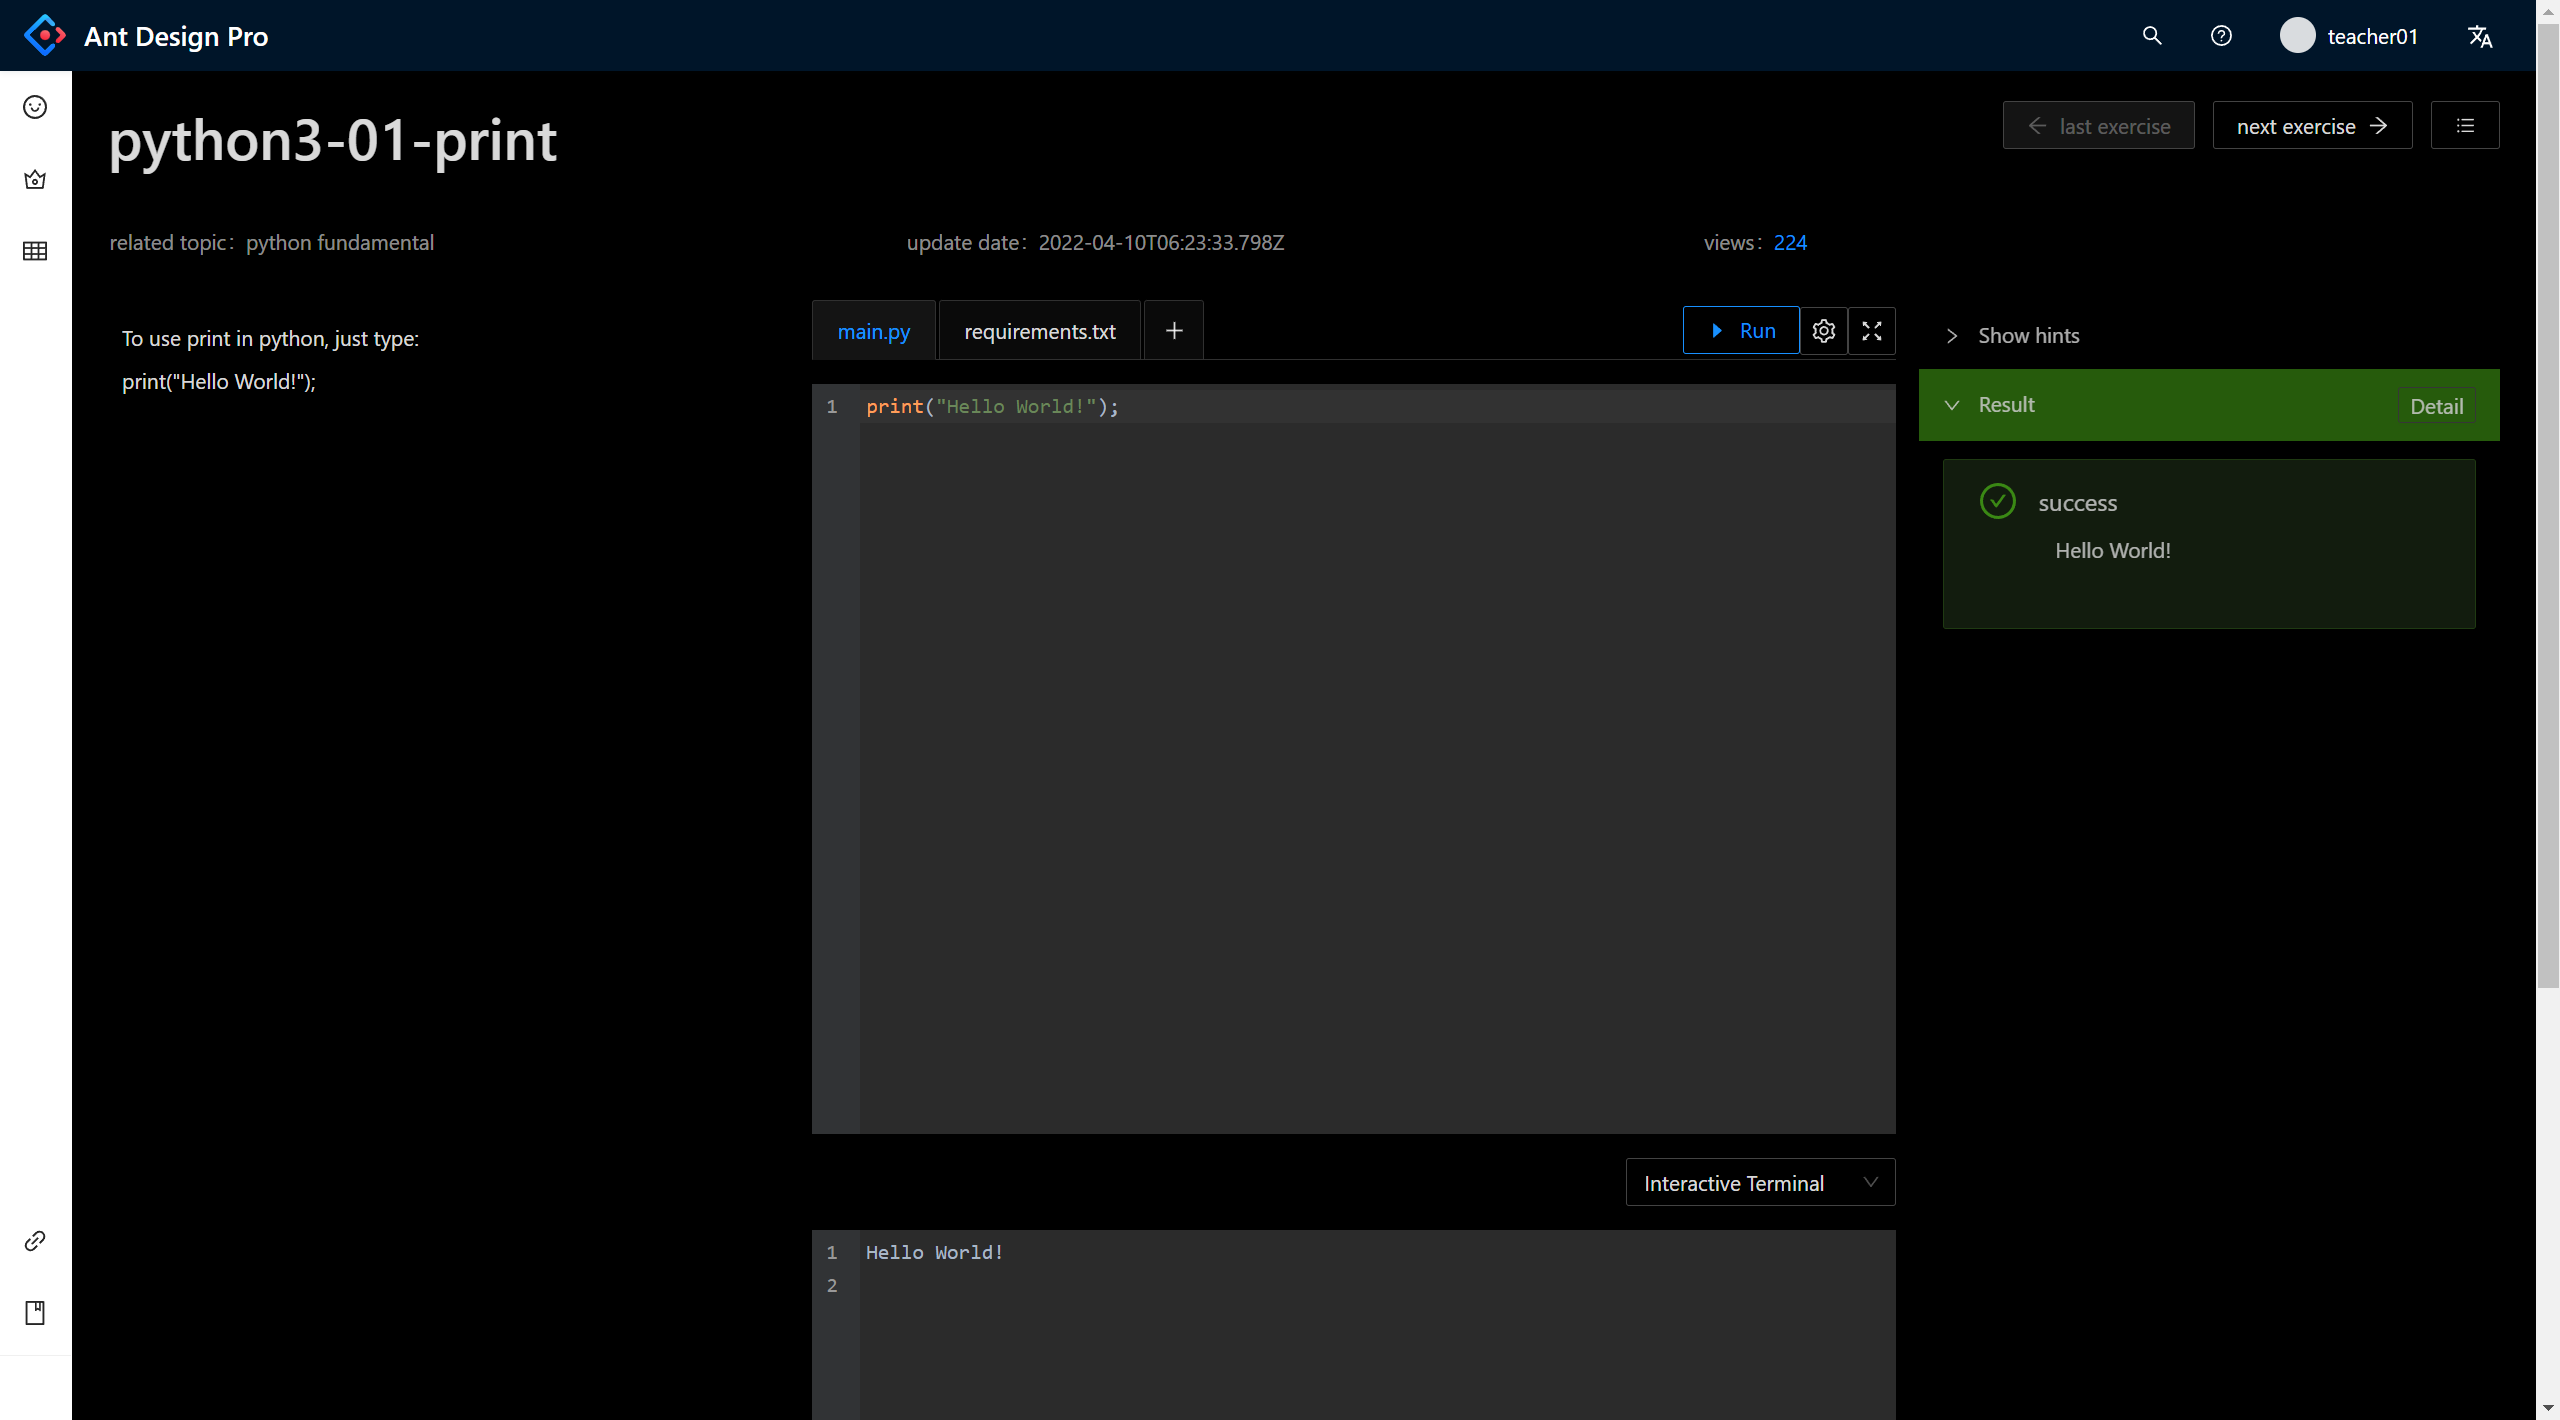 Ant Design Pro
teacher01
python3-01-print
last exercise
next exercise
related topic: python fundamental
update date: 2022-04-10T06:23:33.798Z
views: 224
To use print in python, just type:
print("Hello World!");
main.py
requirements.txt
Run
1 print("Hello World!");
Show hints
Result
Detail
success
Hello World!
Interactive Terminal
1 Hello World!
2